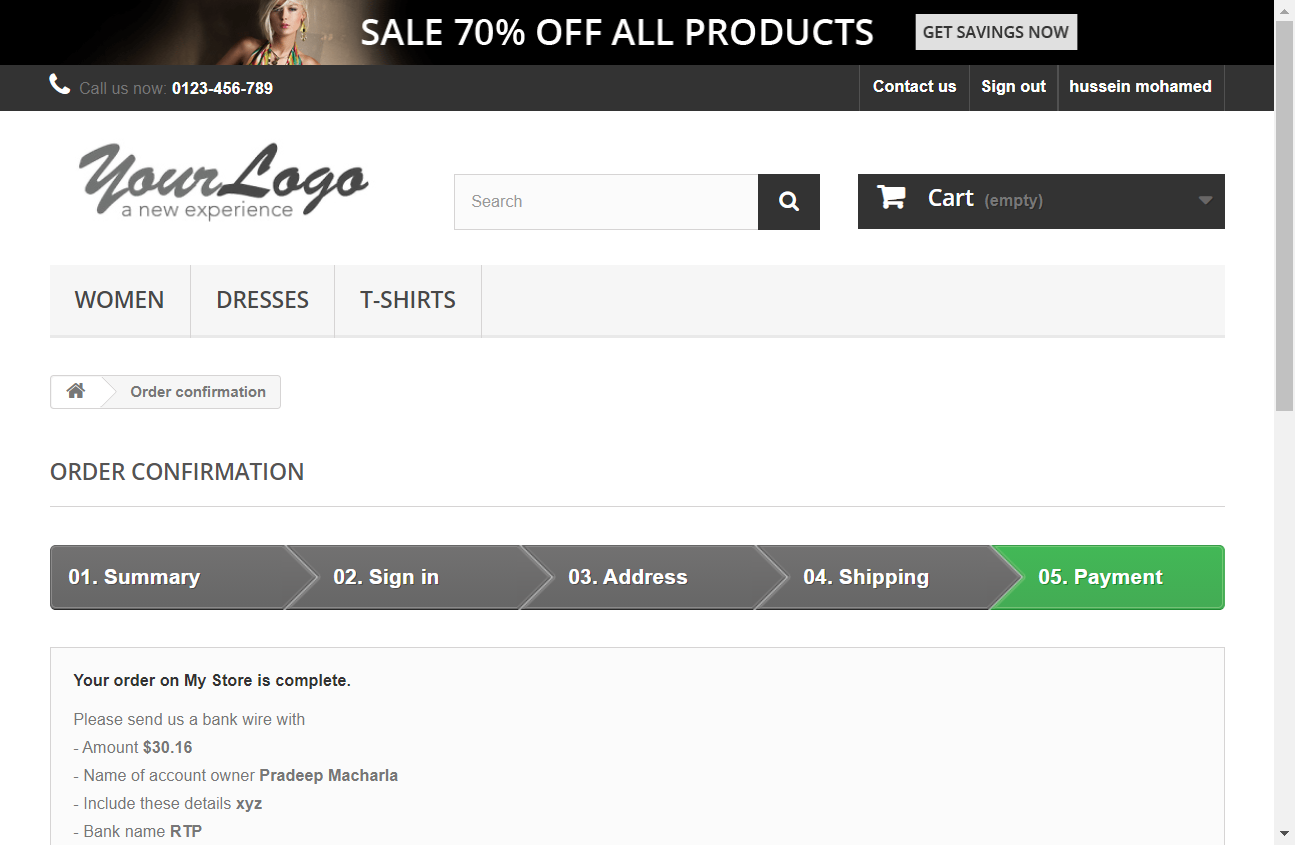 SALE 70% OFF ALL PRODUCTS GET SAVINGS NOW
Call us now: 0123-456-789 Contact us Sign out hussein mohamed
Your Logo
a new experience
Search Cart (empty)
WOMEN DRESSES T-SHIRTS
Order confirmation
ORDER CONFIRMATION
01. Summary 02. Sign in 03. Address 04. Shipping 05. Payment
Your order on My Store is complete.
Please send us a bank wire with
- Amount $30.16
- Name of account owner Pradeep Macharla
- Include these details xyz
- Bank name RTP